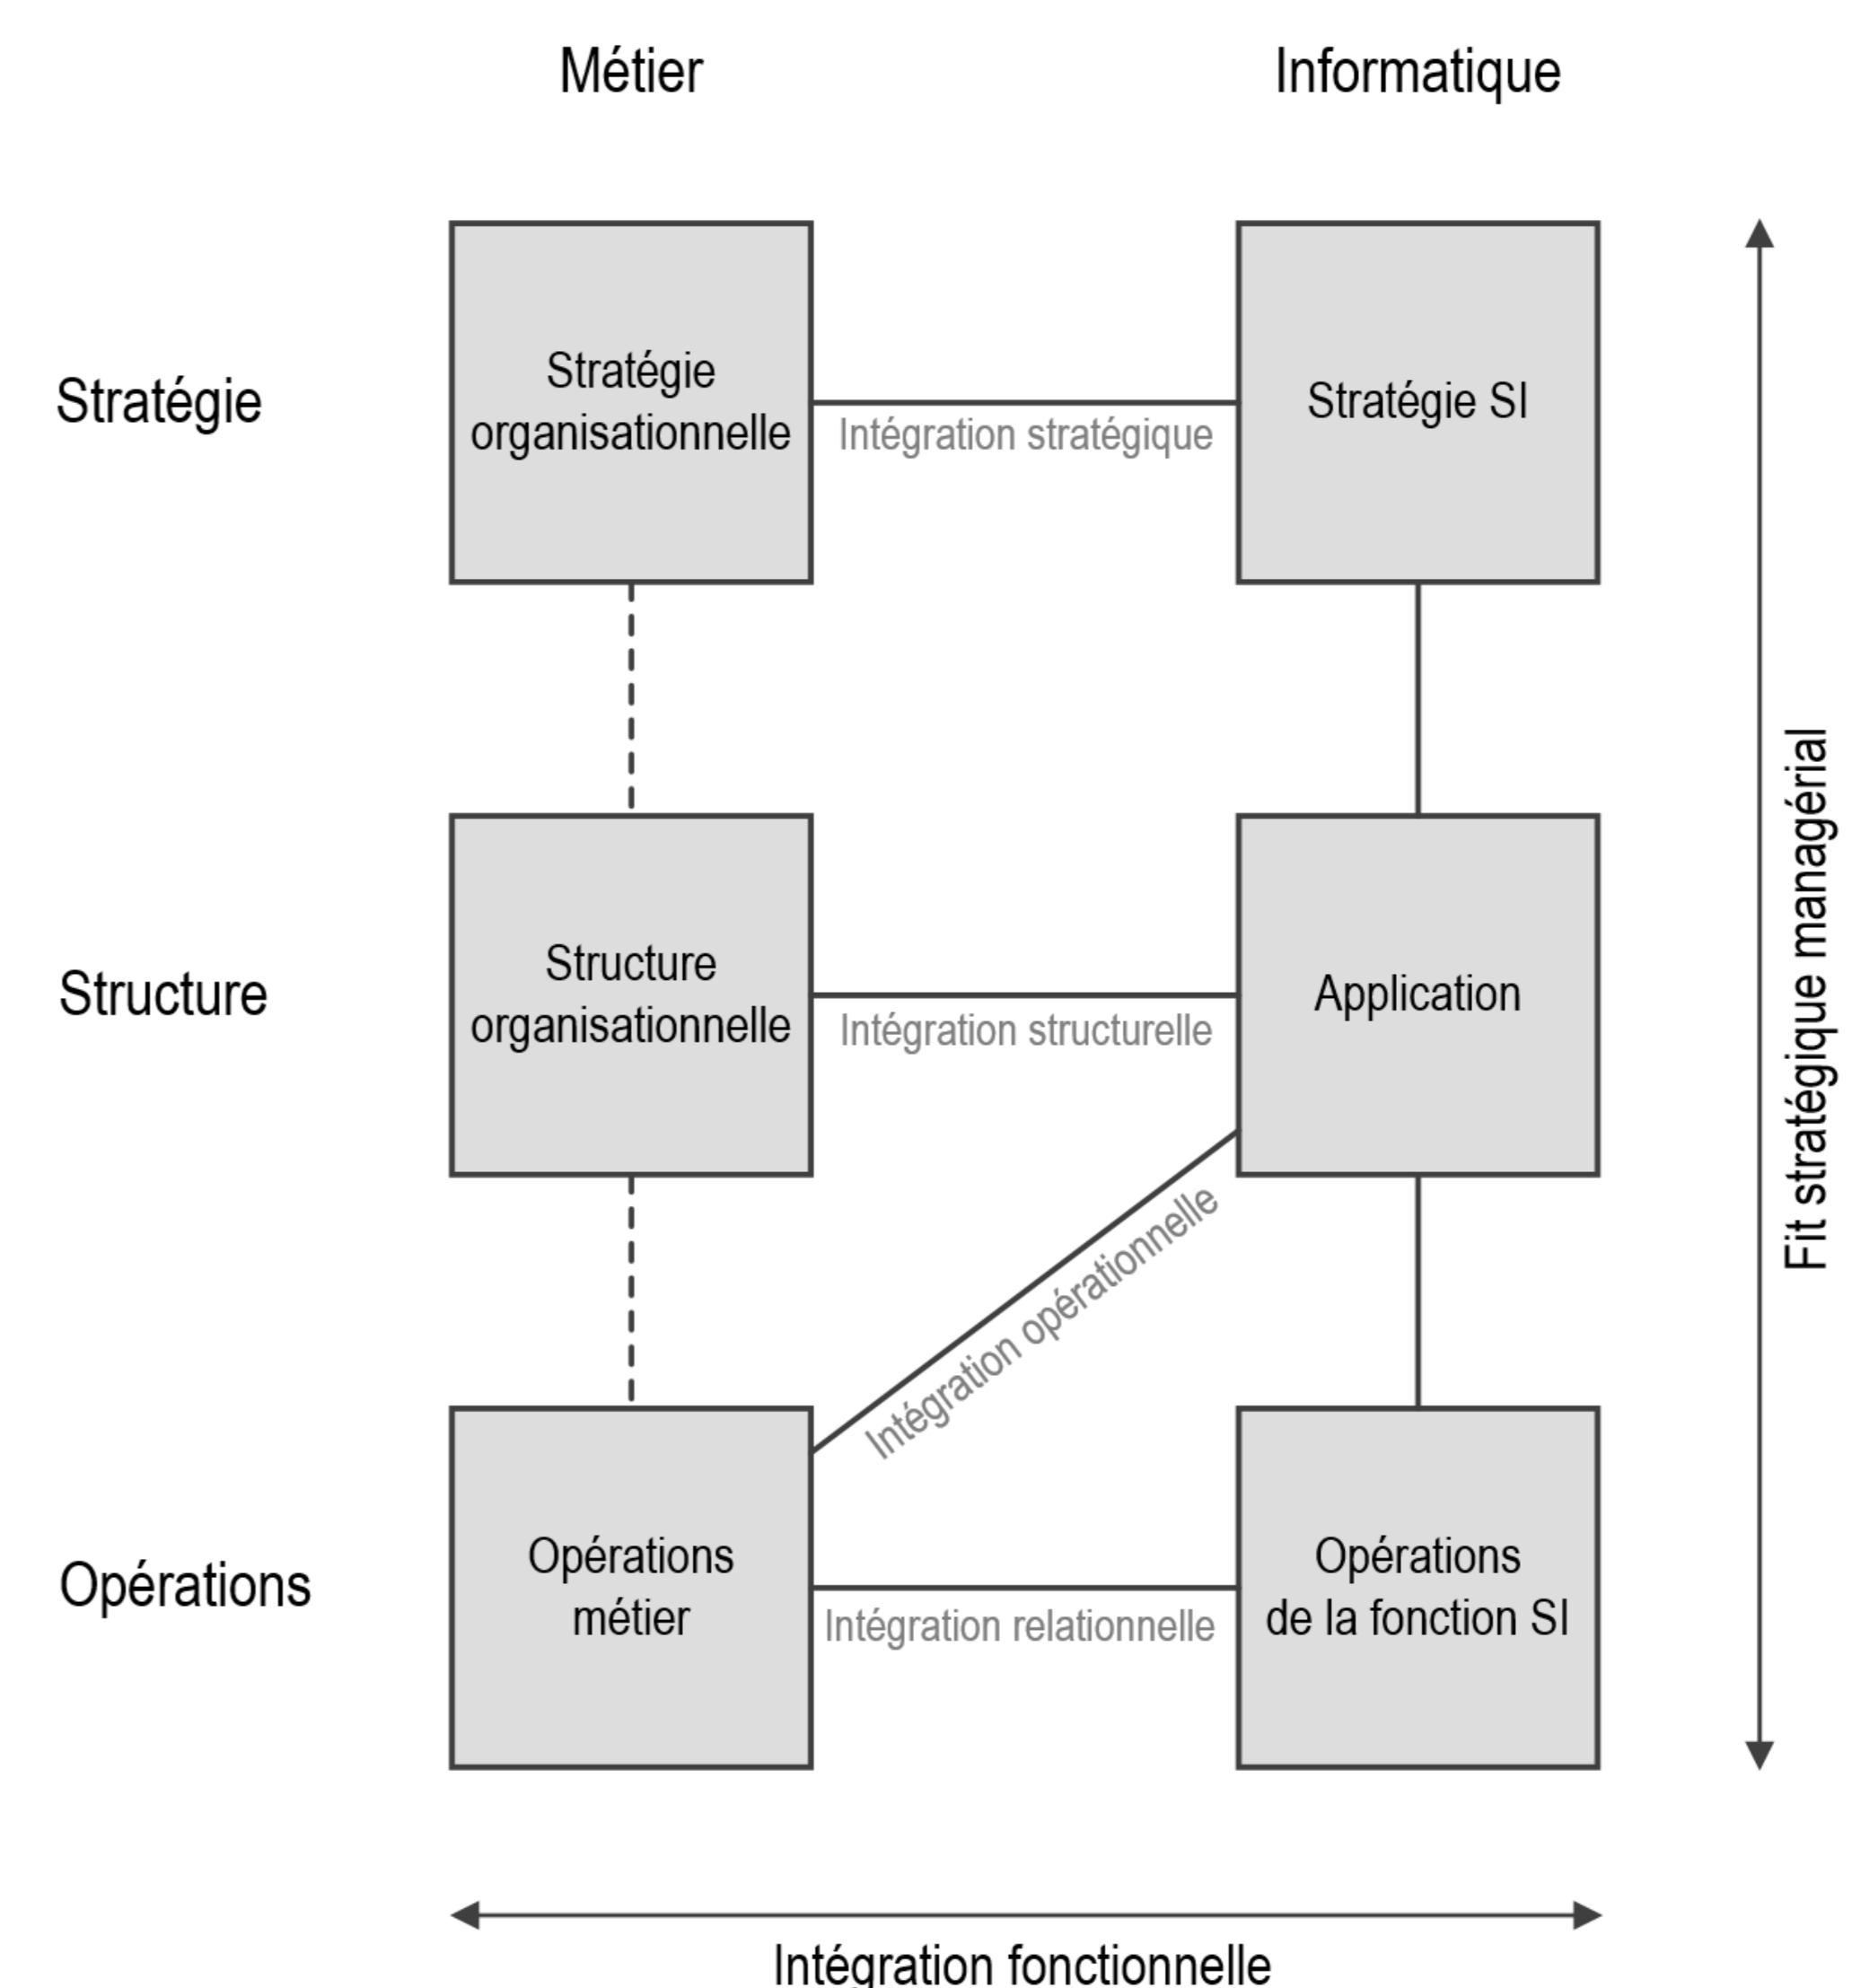 Métier
Informatique
Stratégie
Stratégie
organisationnelle
Intégration stratégique
Stratégie SI
Structure
Structure
organisationnelle
Intégration structurelle
Application
Intégration opérationnelle
Opérations
Opérations
métier
Intégration relationnelle
Opérations
de la fonction SI
Fit stratégique managérial
Intégration fonctionnelle